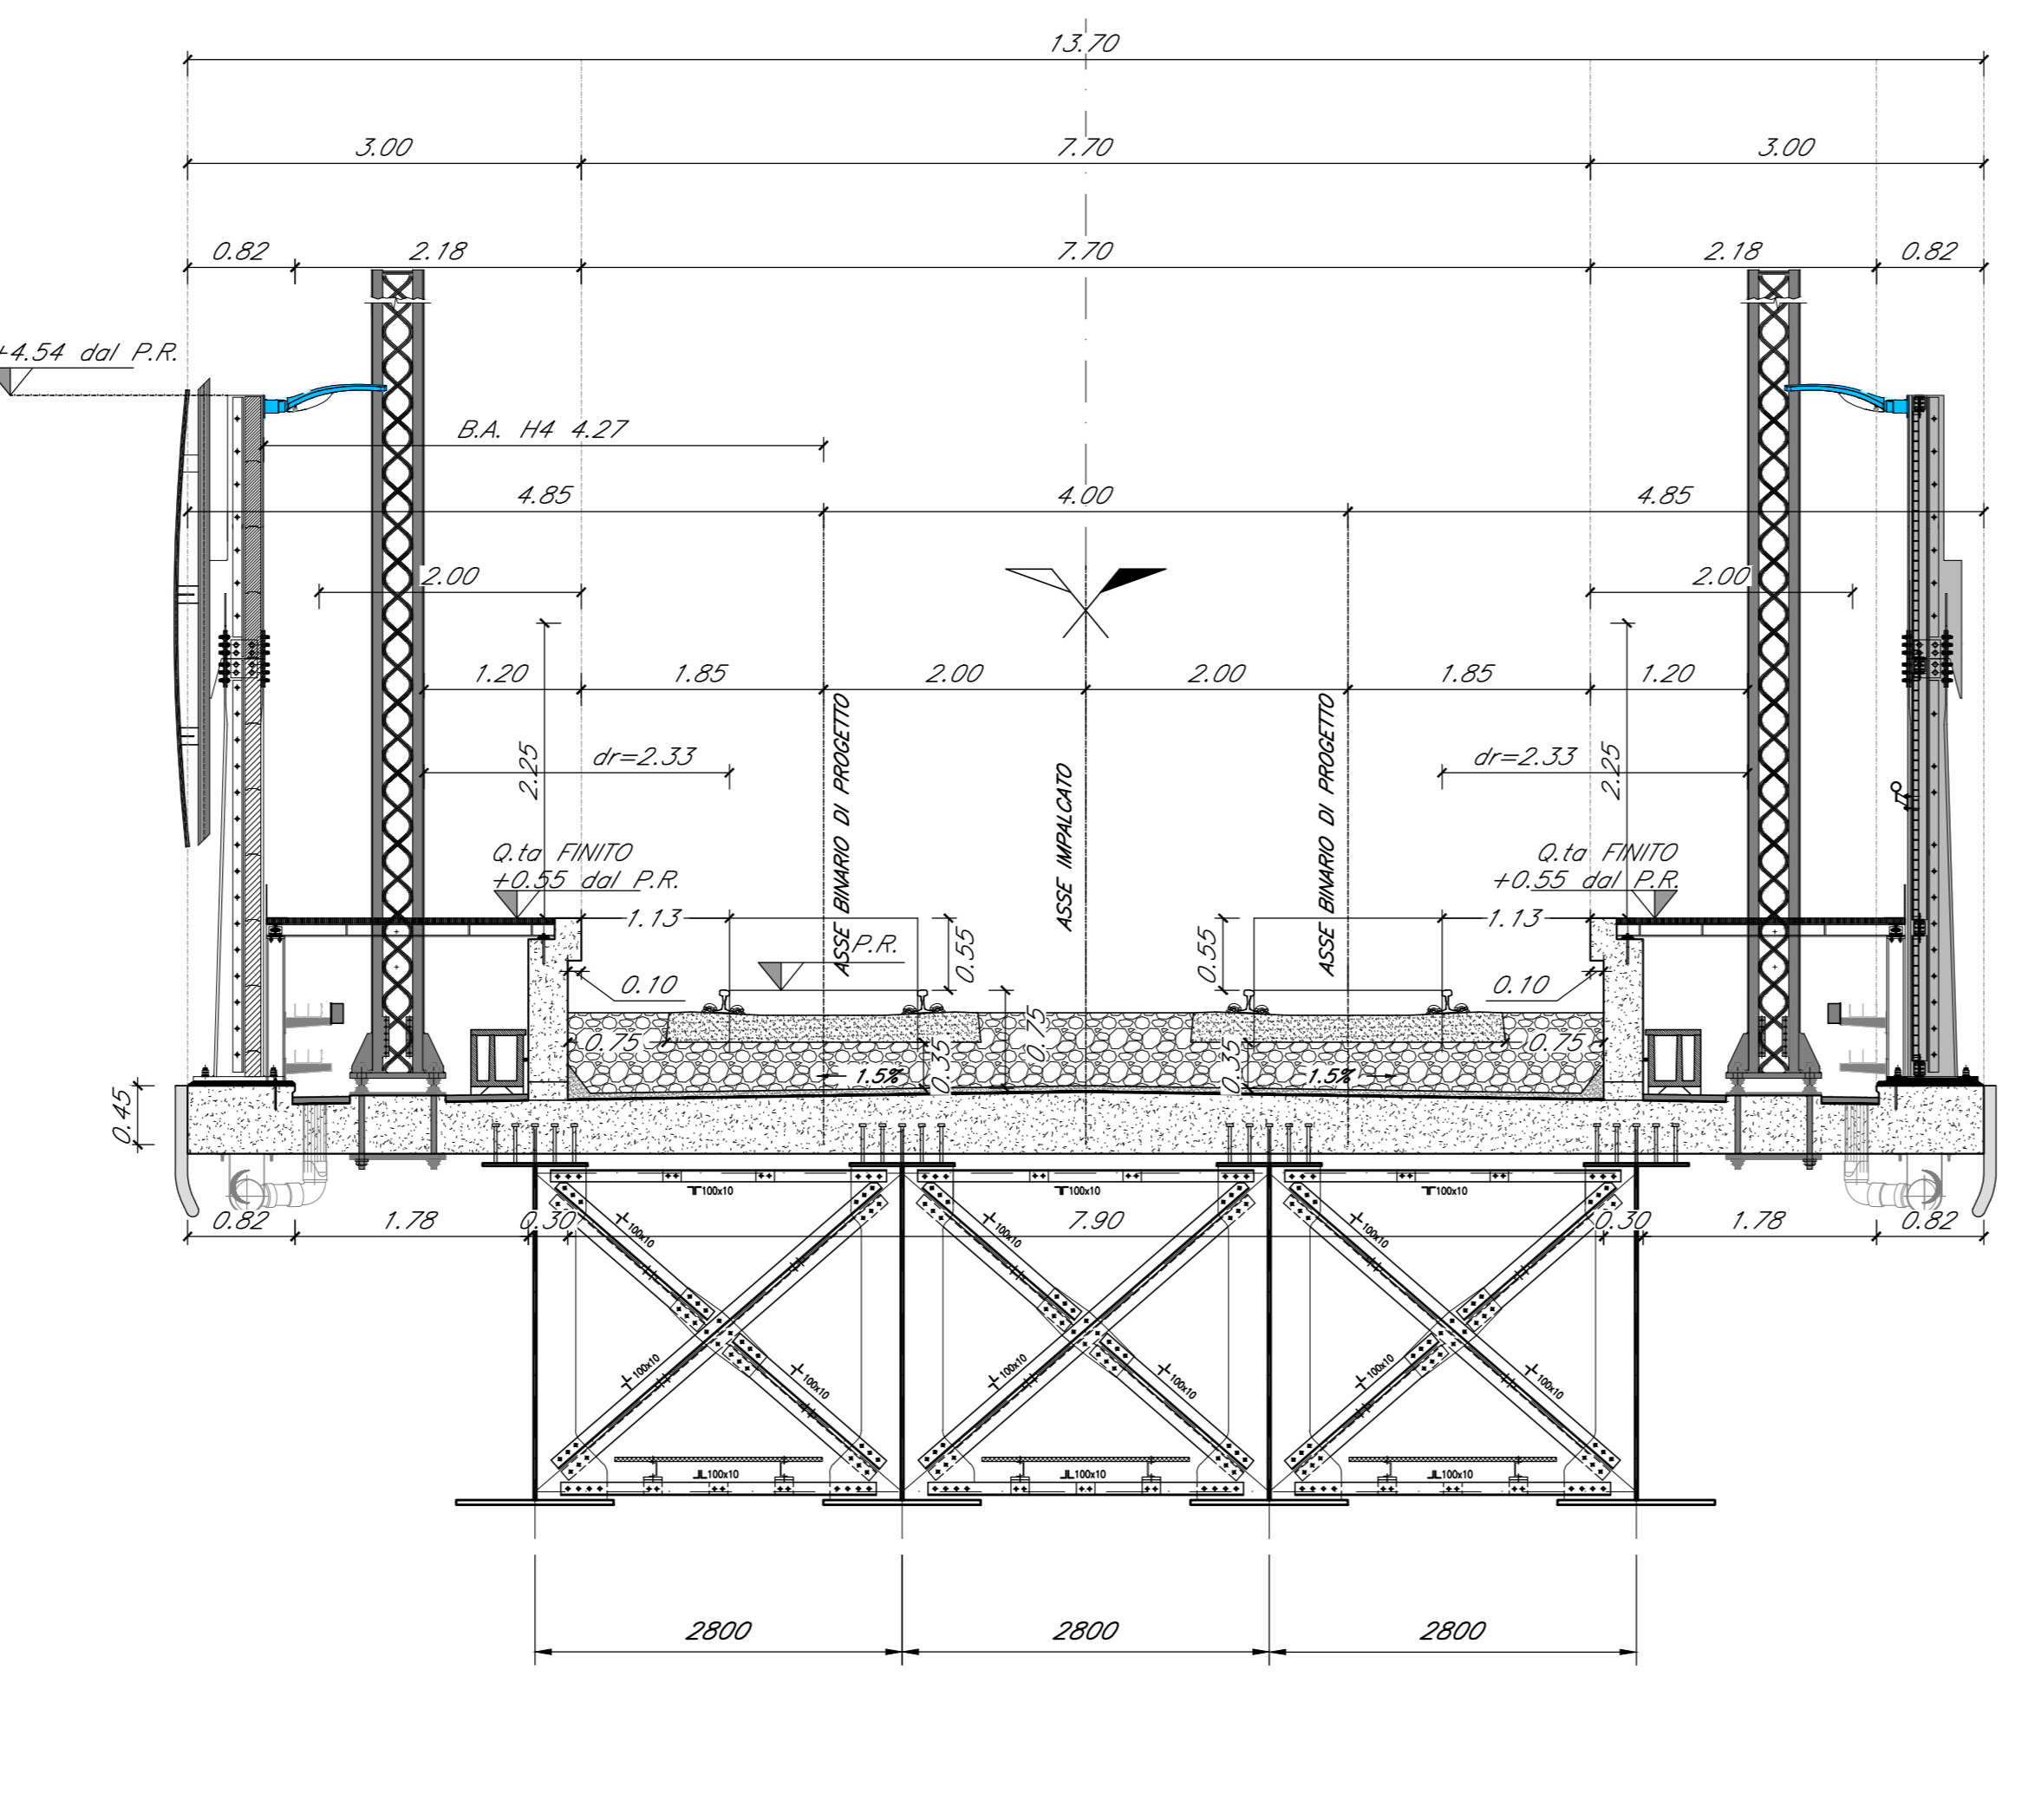 13.70
3.00 7.70 3.00
0.82 2.18 7.70 2.18 0.82
+4.54 dal P.R.
B.A. H4 4.27
4.85 4.00 4.85
2.00 2.00
1.20 1.85 2.00 2.00 1.85 1.20
dr=2.33 dr=2.33
2.25
2.25
ASSE BINARIO DI PROGETTO
ASSE IMPALCATO
ASSE BINARIO DI PROGETTO
Q.ta FINITO
+0.55 dal P.R.
Q.ta FINITO
+0.55 dal P.R.
1.13 1.13
P.R.
0.55
0.55
0.10 0.10
0.75
0.75 0.75
0.35
0.35
1.5% 1.5%
0.45
100x10 100x10 100x10
0.82 1.78 0.30 7.90 0.30 1.78 0.82
100x10 100x10 100x10
100x10 100x10 100x10 100x10 100x10 100x10
100x10 100x10 100x10
2800 2800 2800